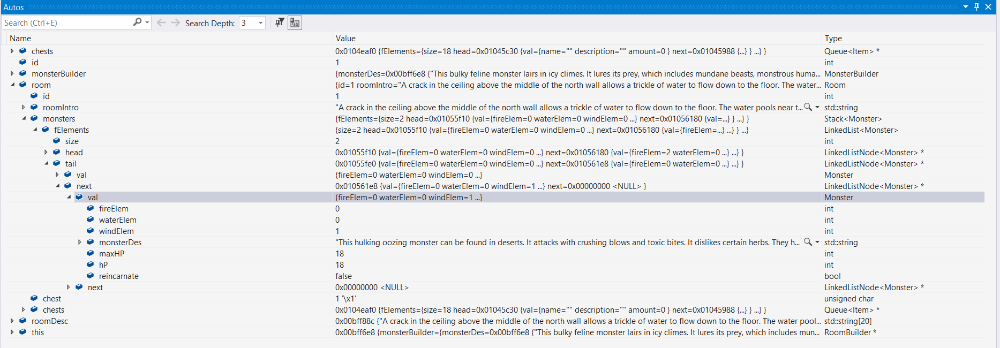 Autos
Search (Ctrl+E) Search Depth: 3
Name Value Type
chests 0x0104eaf0 {fElements={size=18 head=0x01045c30 {val={name="" description="" amount=0 } next=0x01045988 {...} } ...} } Queue<Item> *
id 1 int
monsterBuilder {monsterDes=0x00bff6e8 {"This bulky feline monster lairs in icy climes. It lures its prey, which includes mundane beasts, monstrous huma... MonsterBuilder
room {id=1 roomIntro="A crack in the ceiling above the middle of the north wall allows a trickle of water to flow down to the floor. The water... Room
id 1 int
roomIntro "A crack in the ceiling above the middle of the north wall allows a trickle of water to flow down to the floor. The water pools near t... std::string
monsters {fElements={size=2 head=0x01055f10 {val={fireElem=0 waterElem=0 windElem=0 ...} next=0x01056180 {val=...} } ...} } Stack<Monster>
fElements {size=2 head=0x01055f10 {val={fireElem=0 waterElem=0 windElem=0 ...} next=0x01056180 {val={fireElem=...} ...} } ...} LinkedList<Monster>
size 2 int
head 0x01055f10 {val={fireElem=0 waterElem=0 windElem=0 ...} next=0x01056180 {val={fireElem=2 waterElem=0 ...} ...} } LinkedListNode<Monster> *
tail 0x01055fe0 {val={fireElem=0 waterElem=0 windElem=0 ...} next=0x010561e8 {val={fireElem=0 waterElem=0 ...} ...} } LinkedListNode<Monster> *
val {fireElem=0 waterElem=0 windElem=0 ...} Monster
next 0x010561e8 {val={fireElem=0 waterElem=0 windElem=1 ...} next=0x00000000 <NULL> } LinkedListNode<Monster> *
val {fireElem=0 waterElem=0 windElem=1 ...} Monster
fireElem 0 int
waterElem 0 int
windElem 1 int
monsterDes "This hulking oozing monster can be found in deserts. It attacks with crushing blows and toxic bites. It dislikes certain herbs. They h... std::string
maxHP 18 int
hP 18 int
reincarnate false bool
next 0x00000000 <NULL> LinkedListNode<Monster> *
chest 1 '\x1' unsigned char
chests 0x0104eaf0 {fElements={size=18 head=0x01045c30 {val={name="" description="" amount=0 } next=0x01045988 {...} } ...} } Queue<Item> *
roomDesc 0x00bff88c {"A crack in the ceiling above the middle of the north wall allows a trickle of water to flow down to the floor. The water pool... std::string[20]
this 0x00bff6e8 {monsterBuilder={monsterDes=0x00bff6e8 {"This bulky feline monster lairs in icy climes. It lures its prey, which includes mun... RoomBuilder *